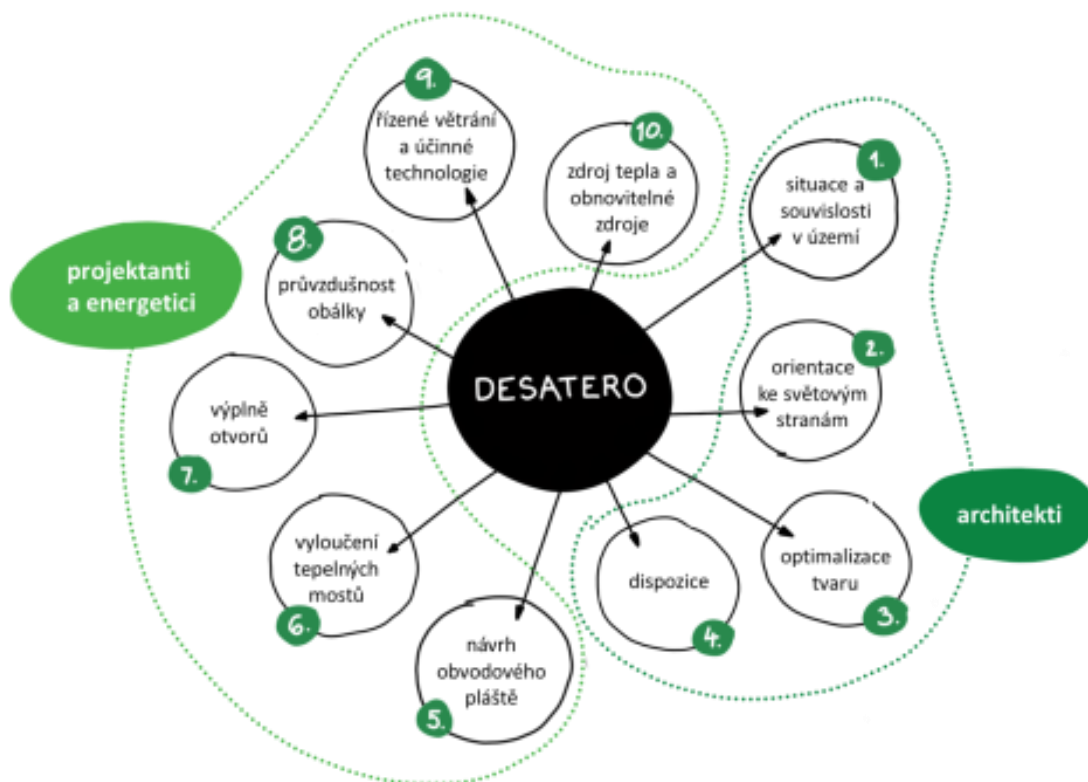 9.
řízené větrání
a účinné
technologie
10.
zdroj tepla a
obnovitelné
zdroje
1.
situace a
souvislosti
v území
8.
průvzdušnost
obálky
projektanti
a energetici
2.
orientace
ke světovým
stranám
DESATERO
výplně
otvorů
7.
architekti
vyloučení
tepelných
mostů
6.
dispozice
4.
optimalizace
tvaru
3.
návrh
obvodového
pláště
5.